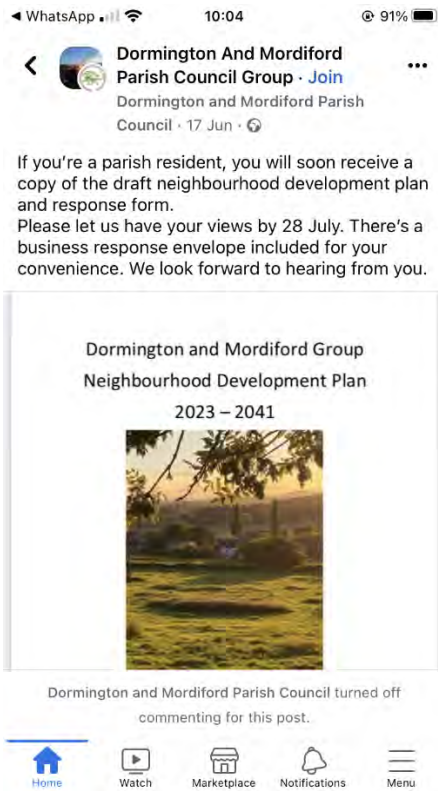 WhatsApp
10:04
91%
Dormington And Mordiford
Parish Council Group · Join
Dormington and Mordiford Parish
Council · 17 Jun ·
If you're a parish resident, you will soon receive a
copy of the draft neighbourhood development plan
and response form.
Please let us have your views by 28 July. There's a
business response envelope included for your
convenience. We look forward to hearing from you.
Dormington and Mordiford Group
Neighbourhood Development Plan
2023 – 2041
Dormington and Mordiford Parish Council turned off
commenting for this post.
Home
Watch
Marketplace
Notifications
Menu